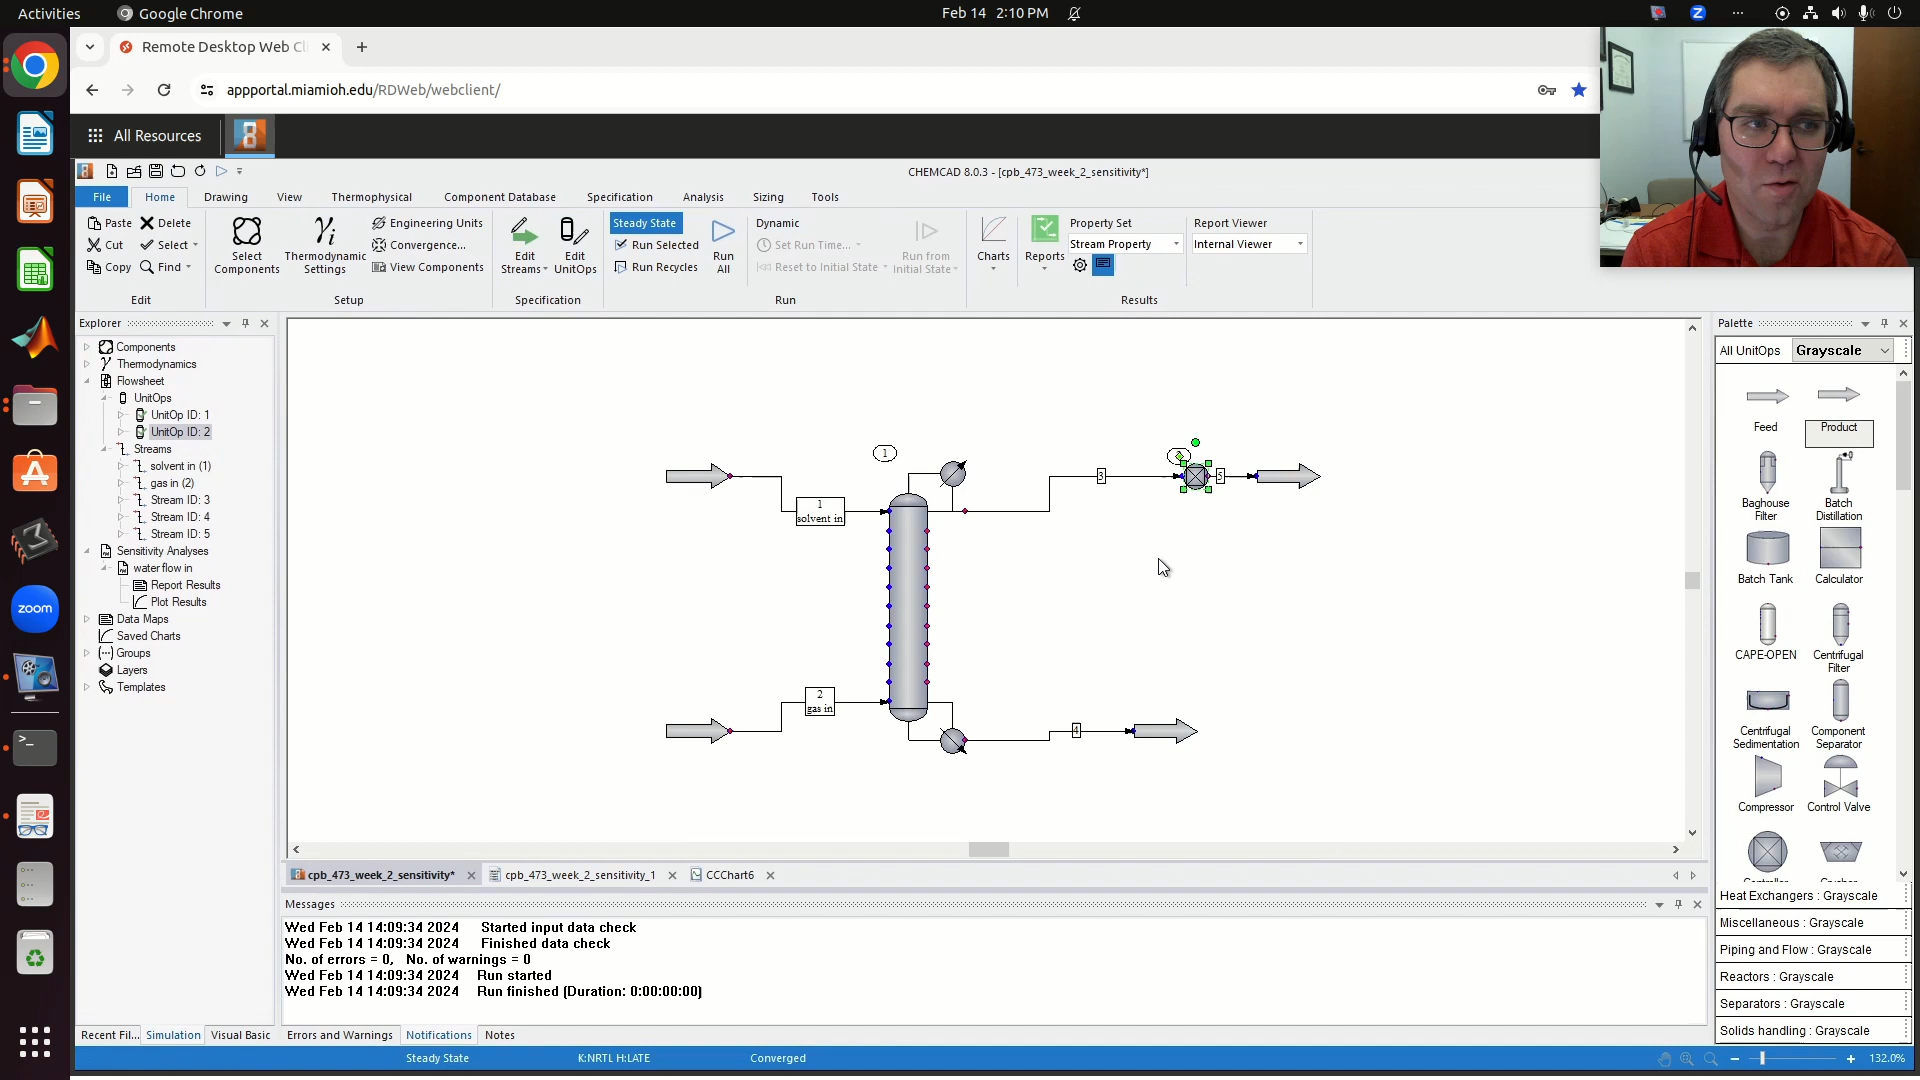 Activities
Google Chrome
Feb 14 2:10 PM
Remote Desktop Web Cl
appportal.miamioh.edu/RDWeb/webclient/
All Resources
CHEMCAD 8.0.3 - [cpb_473_week_2_sensitivity*]
File Home Drawing View Thermophysical Component Database Specification Analysis Sizing Tools
Paste Delete
Cut Select
Copy Find
Edit
Select Components
Thermodynamic Settings
Engineering Units
Convergence...
View Components
Setup
Edit Streams
Edit UnitOps
Specification
Steady State
Run Selected
Run Recycles
Run All
Dynamic
Set Run Time...
Reset to Initial State
Run from Initial State
Run
Charts
Reports
Property Set
Stream Property
Report Viewer
Internal Viewer
Results
Explorer
Components
Thermodynamics
Flowsheet
UnitOps
UnitOp ID: 1
UnitOp ID: 2
Streams
solvent in (1)
gas in (2)
Stream ID: 3
Stream ID: 4
Stream ID: 5
Sensitivity Analyses
water flow in
Report Results
Plot Results
Data Maps
Saved Charts
Groups
Layers
Templates
Recent Fil... Simulation Visual Basic
1
1
solvent in
2
gas in
3
5
4
cpb_473_week_2_sensitivity* cpb_473_week_2_sensitivity_1 CCChart6
Messages
Wed Feb 14 14:09:34 2024 Started input data check
Wed Feb 14 14:09:34 2024 Finished data check
No. of errors = 0, No. of warnings = 0
Wed Feb 14 14:09:34 2024 Run started
Wed Feb 14 14:09:34 2024 Run finished (Duration: 0:00:00:00)
Errors and Warnings Notifications Notes
Palette
All UnitOps Grayscale
Feed Product
Baghouse Filter
Batch Distillation
Batch Tank Calculator
CAPE-OPEN
Centrifugal Filter
Centrifugal Sedimentation
Component Separator
Compressor Control Valve
Heat Exchangers : Grayscale
Miscellaneous : Grayscale
Piping and Flow : Grayscale
Reactors : Grayscale
Separators : Grayscale
Solids handling : Grayscale
Steady State K:NRTL H:LATE Converged 132.0%
zoom